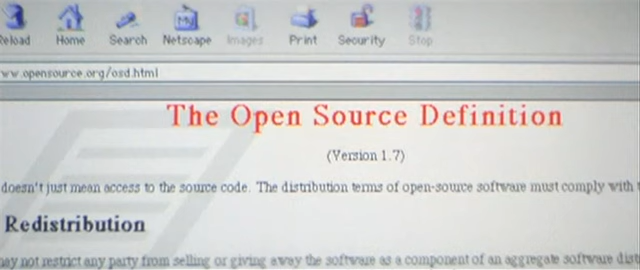 Reload Home Search Netscape Images Print Security Stop
ww.opensource.org/osd.html
The Open Source Definition
(Version 1.7)
doesn't just mean access to the source code. The distribution terms of open-source software must comply with
Redistribution
may not restrict any party from selling or giving away the software as a component of an aggregate software